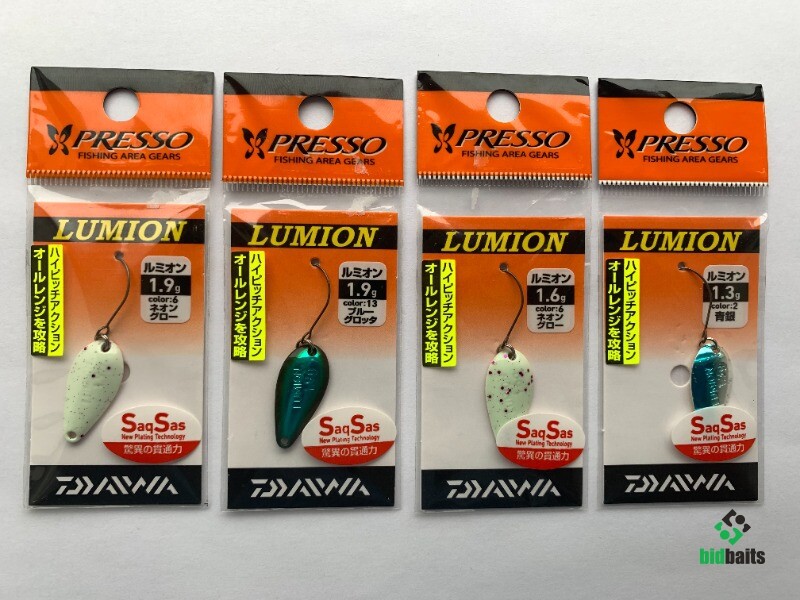 PRESSO
FISHING AREA GEARS
LUMION
ハイピッチアクション
オールレンジを攻略
ルミオン
1.9g
color:6
ネオン
グロー
SaqSas
New Plating Technology
驚異の貫通力
DAIWA
PRESSO
FISHING AREA GEARS
LUMION
ハイピッチアクション
オールレンジを攻略
ルミオン
1.9g
color:13
ブルー
グロッタ
LUMION
SaqSas
New Plating Technology
驚異の貫通力
DAIWA
PRESSO
FISHING AREA GEARS
LUMION
ハイピッチアクション
オールレンジを攻略
ルミオン
1.6g
color:6
ネオン
グロー
SaqSas
New Plating Technology
驚異の貫通力
DAIWA
PRESSO
FISHING AREA GEARS
LUMION
ハイピッチアクション
オールレンジを攻略
ルミオン
1.3g
color:2
青銀
SaqSas
New Plating Technology
驚異の貫通力
DAIWA
bidbaits